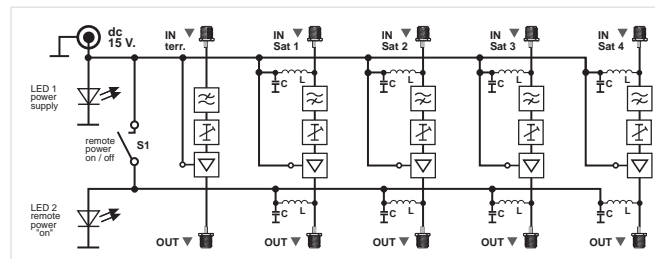 dc
15 V.
IN
terr.
IN
Sat 1
IN
Sat 2
IN
Sat 3
IN
Sat 4
LED 1
power
supply
C
L
C
L
C
L
C
L
remote
power
on / off
S1
LED 2
remote
power
"on"
C
L
C
L
C
L
C
L
OUT
OUT
OUT
OUT
OUT